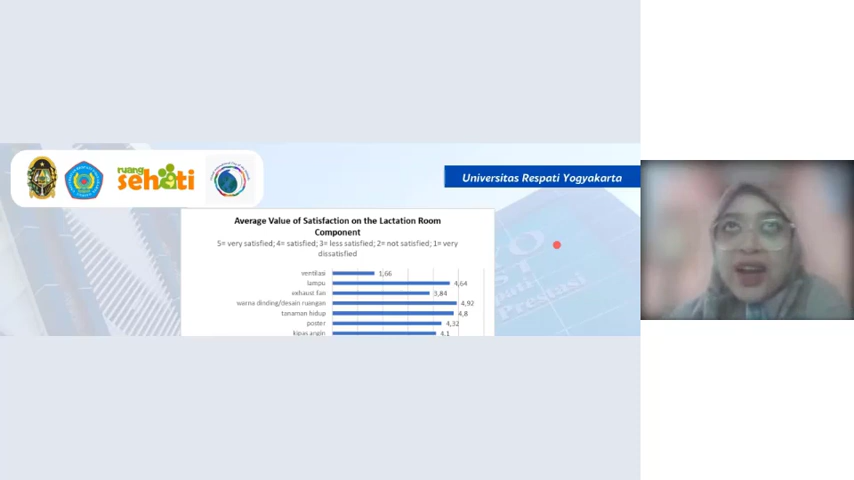 ruang
sehati
Universitas Respati Yogyakarta
Average Value of Satisfaction on the Lactation Room
Component
5= very satisfied; 4= satisfied; 3= less satisfied; 2= not satisfied; 1= very
dissatisfied
ventilasi 1,66
lampu 4,64
exhaust fan 3,84
warna dinding/desain ruangan 4,92
tanaman hidup 4,8
poster 4,32
kipas angin 4,1
Prestasi